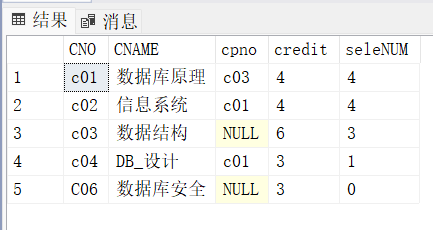 结果 消息
CNO CNAME cpno credit seleNUM
1 c01 数据库原理 c03 4 4
2 c02 信息系统 c01 4 4
3 c03 数据结构 NULL 6 3
4 c04 DB_设计 c01 3 1
5 C06 数据库安全 NULL 3 0